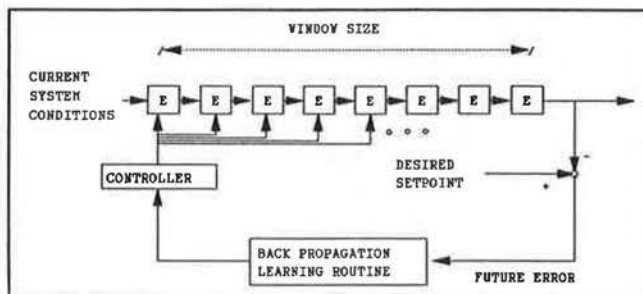 WINDOW SIZE
CURRENT
SYSTEM
CONDITIONS
E E E E E E E E
DESIRED
SETPOINT
-
+
CONTROLLER
BACK PROPAGATION
LEARNING ROUTINE
FUTURE ERROR